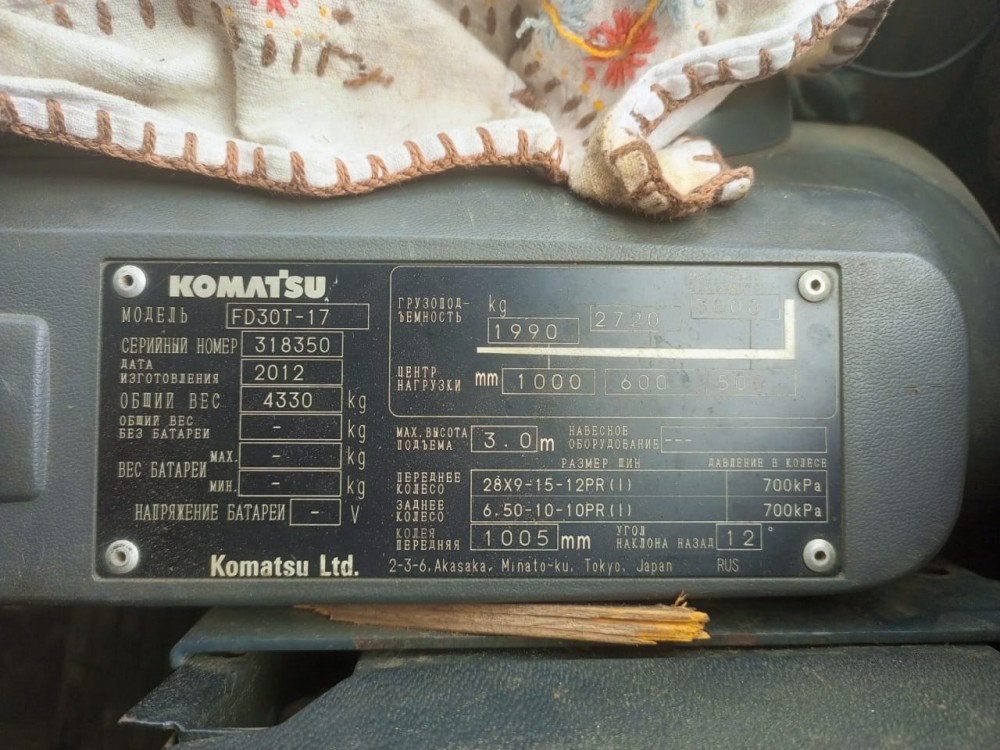 KOMATSU
МОДЕЛЬ FD30T-17
СЕРИЙНЫЙ НОМЕР 318350
ДАТА
ИЗГОТОВЛЕНИЯ 2012
ОБЩИЙ ВЕС 4330 kg
ОБЩИЙ ВЕС
БЕЗ БАТАРЕИ - kg
ВЕС БАТАРЕИ MAX. - kg
МИН. - kg
НАПРЯЖЕНИЕ БАТАРЕИ - V
ГРУЗОПОД-
ЪЕМНОСТЬ kg 1990 2720
ЦЕНТР
НАГРУЗКИ mm 1000 600
МАХ. ВЫСОТА
ПОДЪЕМА 3.0 m
НАВЕСНОЕ
ОБОРУДОВАНИЕ ---
РАЗМЕР ШИН ДАВЛЕНИЕ В КОЛЕСЕ
ПЕРЕДНЕЕ
КОЛЕСО 28X9-15-12PR(I) 700kPa
ЗАДНЕЕ
КОЛЕСО 6.50-10-10PR(I) 700kPa
КОЛЕЯ
ПЕРЕДНЯЯ 1005 mm
УГОЛ
НАКЛОНА НАЗАД 12 °
Komatsu Ltd. 2-3-6, Akasaka, Minato-ku, Tokyo, Japan RUS